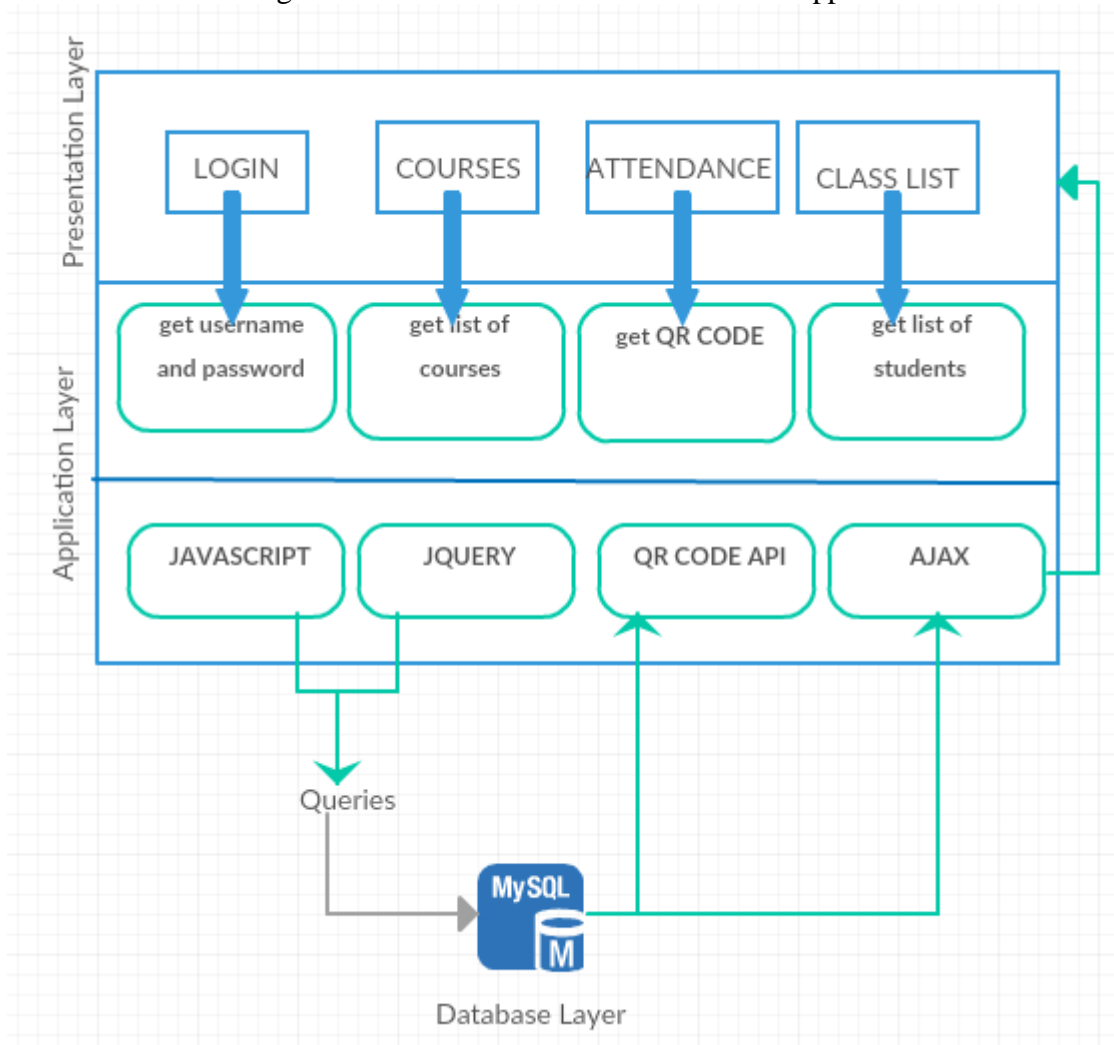 Presentation Layer
LOGIN
COURSES
ATTENDANCE
CLASS LIST
Application Layer
get username
and password
get list of
courses
get QR CODE
get list of
students
JAVASCRIPT
JQUERY
QR CODE API
AJAX
Queries
MySQL
M
Database Layer